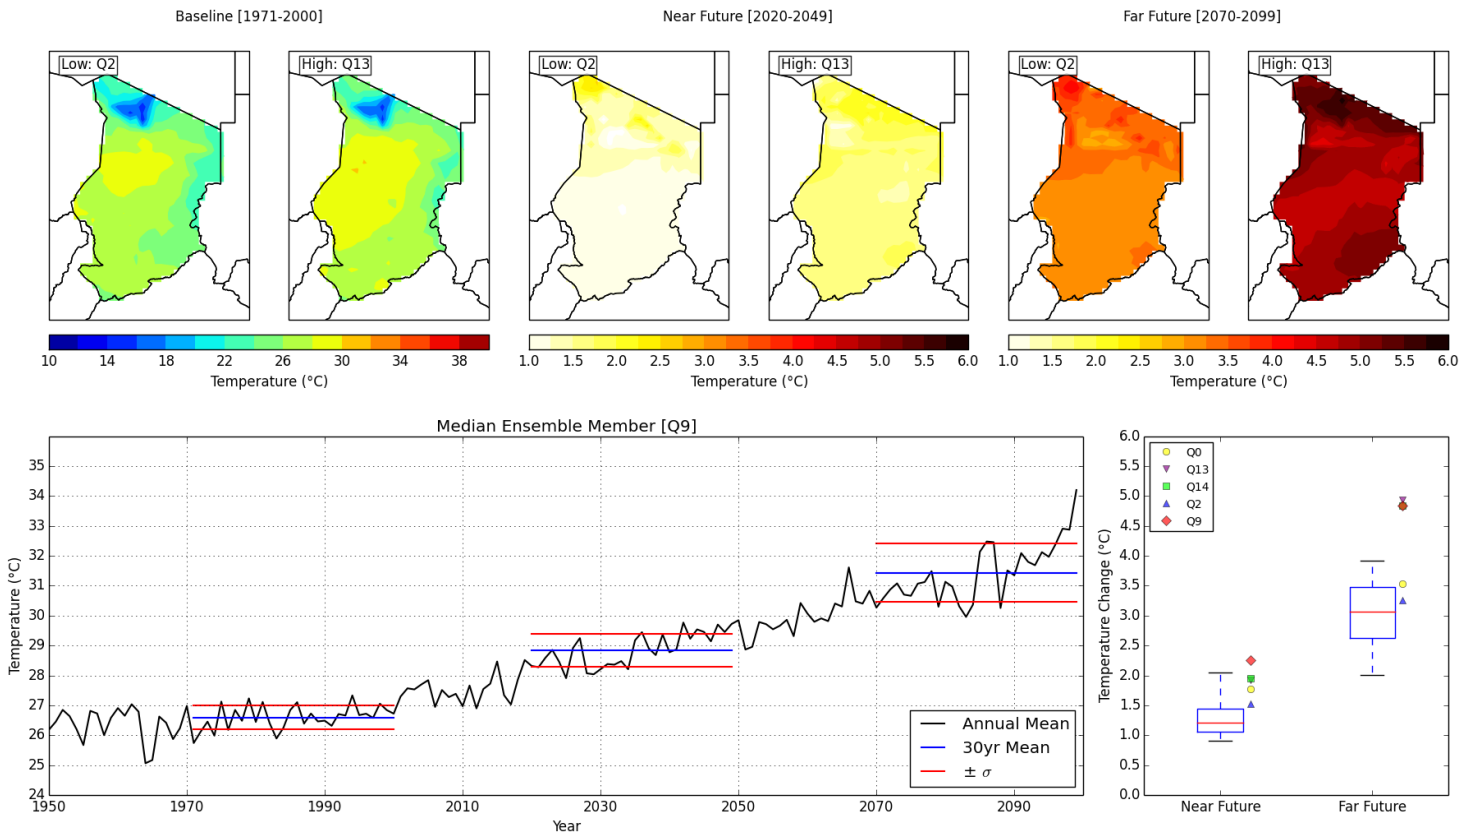 Baseline [1971-2000]
Near Future [2020-2049]
Far Future [2070-2099]
Low: Q2
High: Q13
Low: Q2
High: Q13
Low: Q2
High: Q13
10 14 18 22 26 30 34 38
1.0 1.5 2.0 2.5 3.0 3.5 4.0 4.5 5.0 5.5 6.0
1.0 1.5 2.0 2.5 3.0 3.5 4.0 4.5 5.0 5.5 6.0
Temperature (°C)
Temperature (°C)
Temperature (°C)
Median Ensemble Member [Q9]
Temperature (°C)
35
34
33
32
31
30
29
28
27
26
25
24
1950 1970 1990 2010 2030 2050 2070 2090
Year
Annual Mean
30yr Mean
± σ
Temperature Change (°C)
6.0
5.5
5.0
4.5
4.0
3.5
3.0
2.5
2.0
1.5
1.0
0.5
0.0
Q0
Q13
Q14
Q2
Q9
Near Future
Far Future